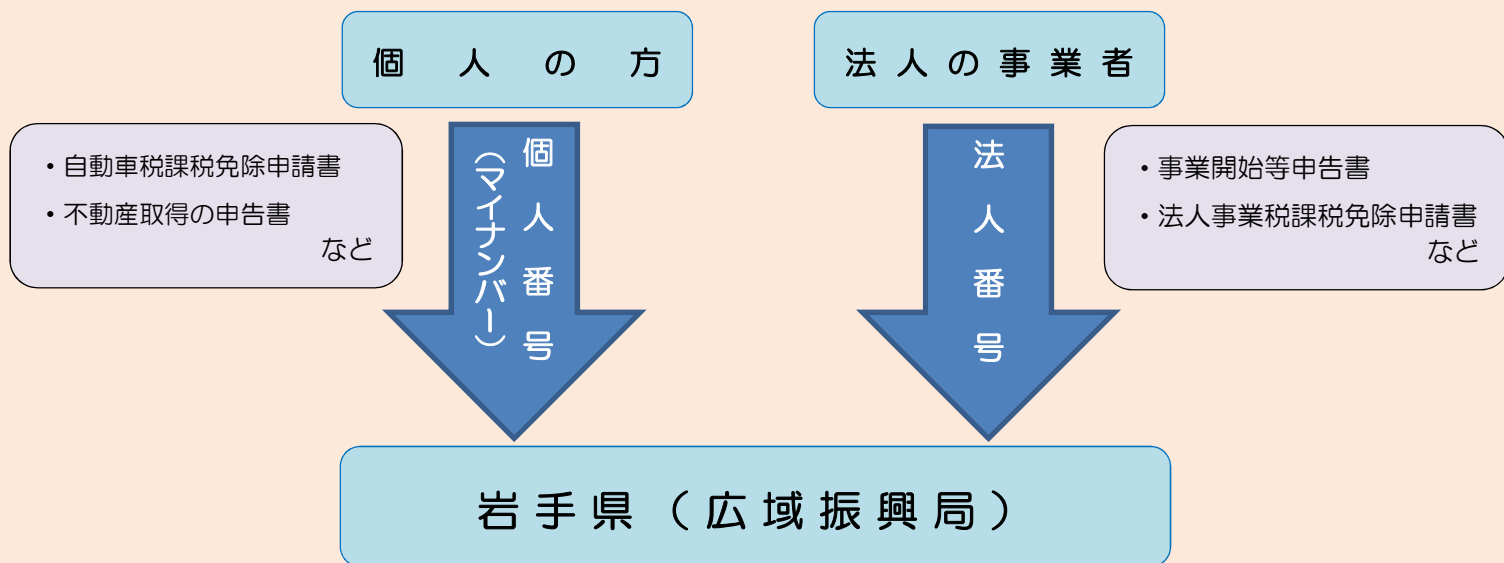 個人の方
法人の事業者
・自動車税課税免除申請書
・不動産取得の申告書
など
個人番号
（マイナンバー）
法人番号
・事業開始等申告書
・法人事業税課税免除申請書
など
岩手県（広域振興局）